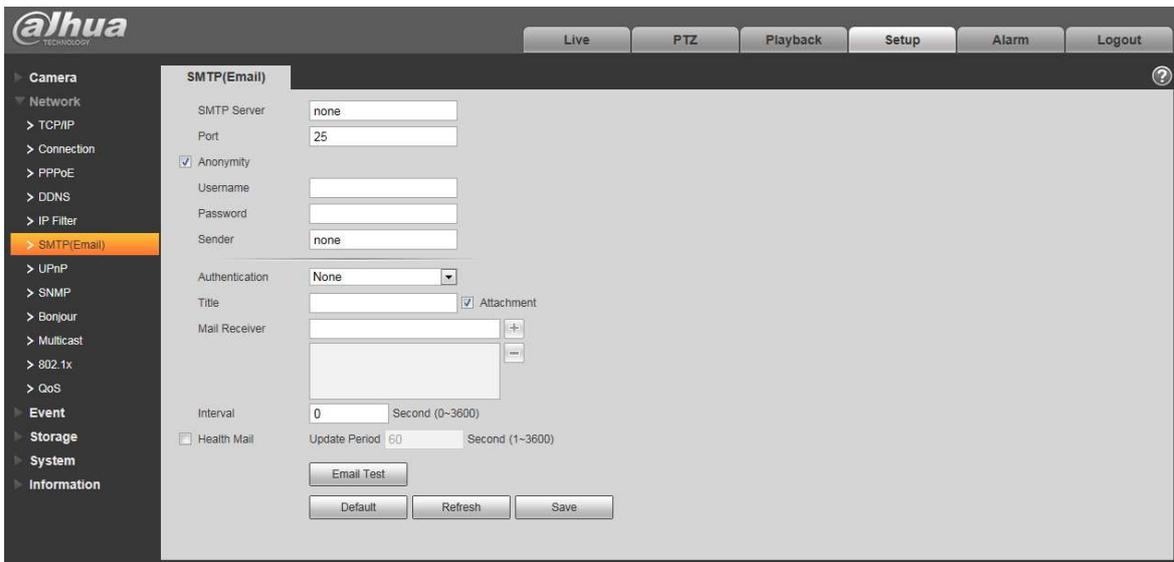 alhua
TECHNOLOGY
Live PTZ Playback Setup Alarm Logout
Camera
Network
> TCP/IP
> Connection
> PPPoE
> DDNS
> IP Filter
> SMTP(Email)
> UPnP
> SNMP
> Bonjour
> Multicast
> 802.1x
> QoS
Event
Storage
System
Information
SMTP(Email) ?
SMTP Server none
Port 25
Anonymity
Username
Password
Sender none
Authentication None
Title Attachment
Mail Receiver +
−
Interval 0 Second (0~3600)
Health Mail Update Period 60 Second (1~3600)
Email Test
Default Refresh Save